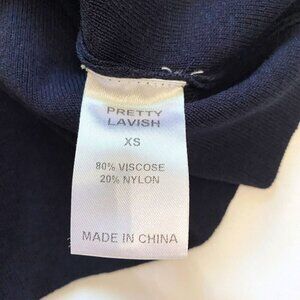 PRETTY
LAVISH
XS
80% VISCOSE
20% NYLON
MADE IN CHINA